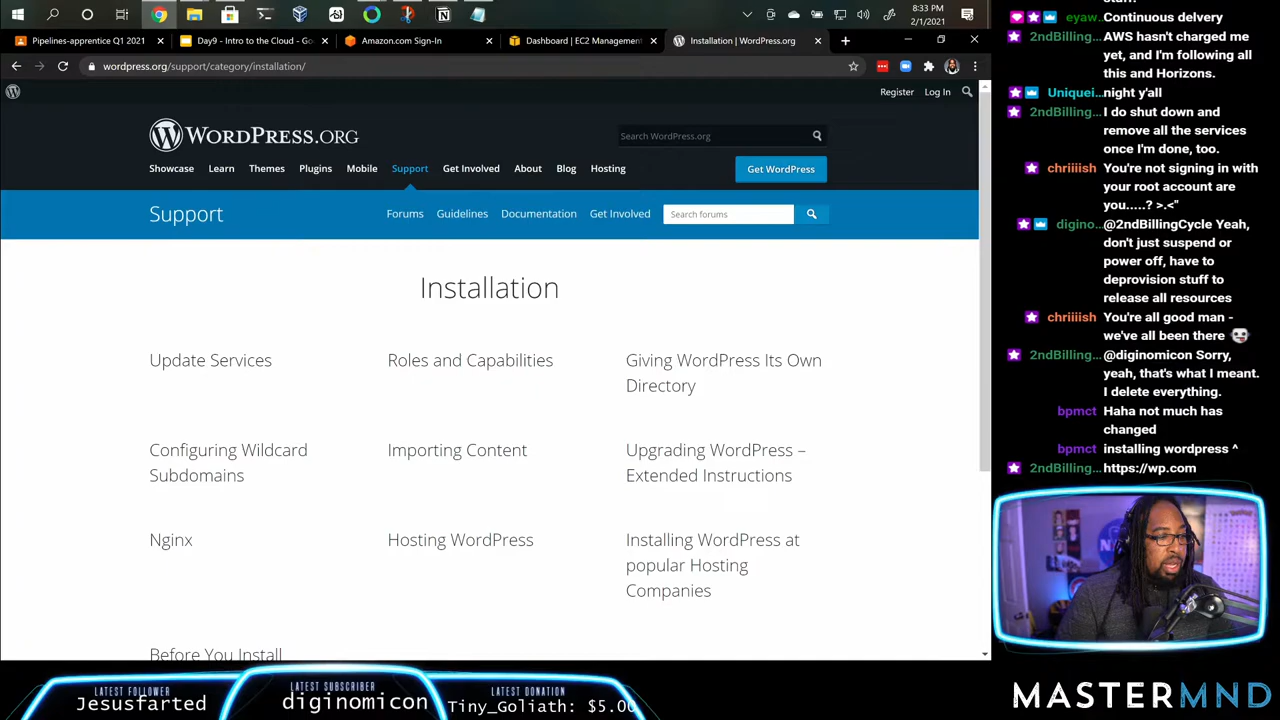 8:33 PM
2/1/2021
Pipelines-apprentice Q1 2021
Day9 - Intro to the Cloud - Go
Amazon.com Sign-In
Dashboard | EC2 Management
Installation | WordPress.org
wordpress.org/support/category/installation/
Register
Log In
WORDPRESS.ORG
Search WordPress.org
Showcase
Learn
Themes
Plugins
Mobile
Support
Get Involved
About
Blog
Hosting
Get WordPress
Support
Forums
Guidelines
Documentation
Get Involved
Search forums
Installation
Update Services
Roles and Capabilities
Giving WordPress Its Own
Directory
Configuring Wildcard
Subdomains
Importing Content
Upgrading WordPress –
Extended Instructions
Nginx
Hosting WordPress
Installing WordPress at
popular Hosting
Companies
Before You Install
eyaw... Continuous delvery
2ndBilling... AWS hasn't charged me
yet, and I'm following all
this and Horizons.
Uniquei... night y'all
2ndBilling... I do shut down and
remove all the services
once I'm done, too.
chriiiish You're not signing in with
your root account are
you.....? >.<"
digino... @2ndBillingCycle Yeah,
don't just suspend or
power off, have to
deprovision stuff to
release all resources
chriiiish You're all good man -
we've all been there
2ndBilling... @diginomicon Sorry,
yeah, that's what I meant.
I delete everything.
bpmct Haha not much has
changed
bpmct installing wordpress ^
2ndBilling... https://wp.com
LATEST FOLLOWER
Jesusfarted
LATEST SUBSCRIBER
diginomicon
LATEST DONATION
Tiny_Goliath: $5.00
MASTERMND